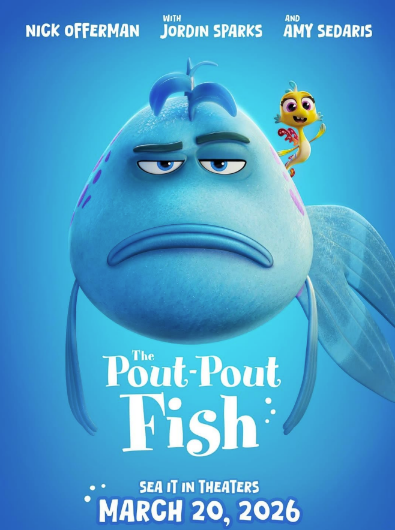 NICK OFFERMAN
WITH
JORDIN SPARKS
AND
AMY SEDARIS
The
Pout-Pout
Fish
SEA IT IN THEATERS
MARCH 20, 2026